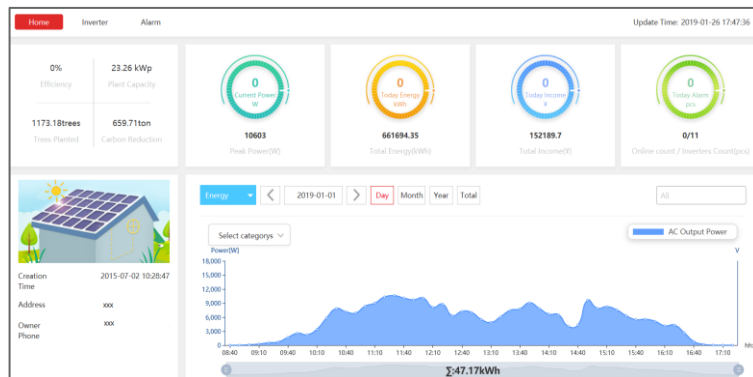 Home Inverter Alarm Update Time: 2019-01-26 17:47:36
0% 23.26 kWp
Efficiency Plant Capacity
1173.18trees 659.71ton
Trees Planted Carbon Reduction
0
Current Power
W
10603
Peak Power(W)
0
Today Energy
kWh
661694.35
Total Energy(kWh)
0
Today Income
¥
152189.7
Total Income(¥)
0
Today Alarm
pcs
0/11
Online count / Inverters Count(pcs)
Creation Time 2015-07-02 10:28:47
Address xxx
Owner Phone xxx
Energy 2019-01-01 Day Month Year Total All
Select categorys AC Output Power
Power(W) V
18,000
15,000
12,000
9,000
6,000
3,000
0
08:40 09:10 09:40 10:10 10:40 11:10 11:40 12:10 12:40 13:10 13:40 14:10 14:40 15:10 15:40 16:10 16:40 17:10
∑:47.17kWh